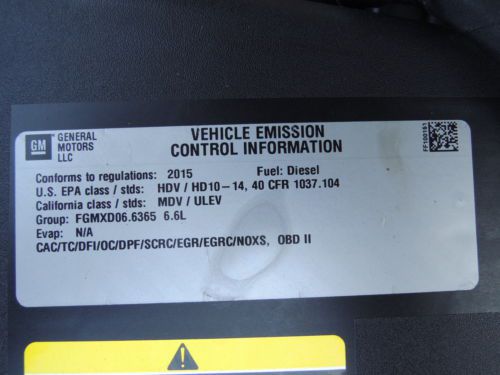 GM
GENERAL
MOTORS
LLC
VEHICLE EMISSION
CONTROL INFORMATION
FF100161
Conforms to regulations: 2015 Fuel: Diesel
U.S. EPA class / stds: HDV / HD10-14, 40 CFR 1037.104
California class / stds: MDV / ULEV
Group: FGMXD06.6365 6.6L
Evap: N/A
CAC/TC/DFI/OC/DPF/SCRC/EGR/EGRC/NOXS, OBD II